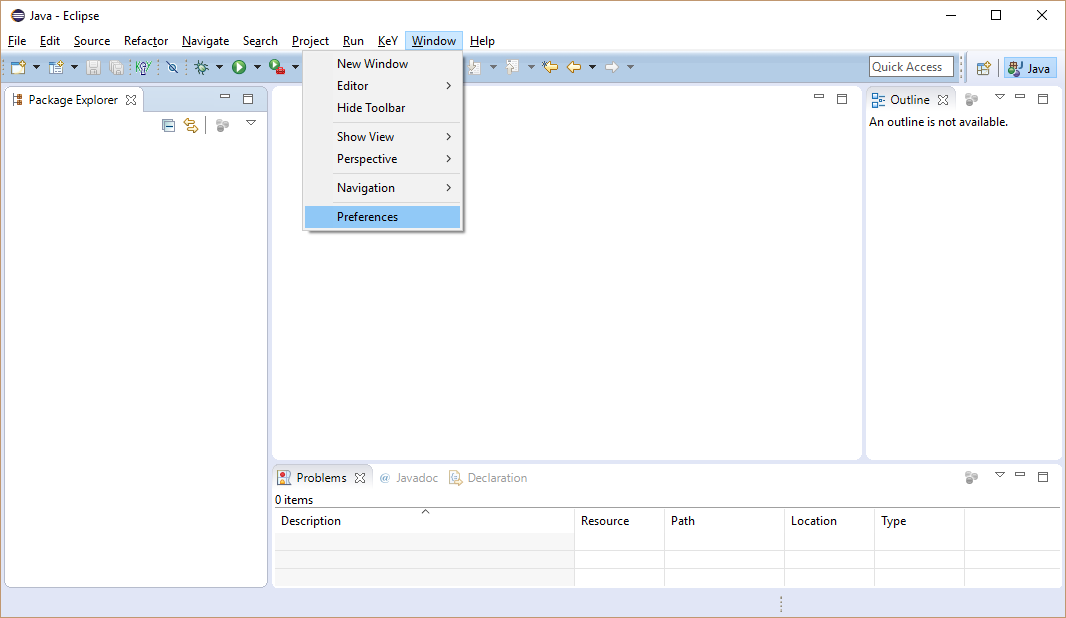 Java - Eclipse
File Edit Source Refactor Navigate Search Project Run KeY Window Help
Quick Access
Java
New Window
Editor
Hide Toolbar
Show View
Perspective
Navigation
Preferences
Package Explorer
Outline
An outline is not available.
Problems @ Javadoc Declaration
0 items
Description Resource Path Location Type